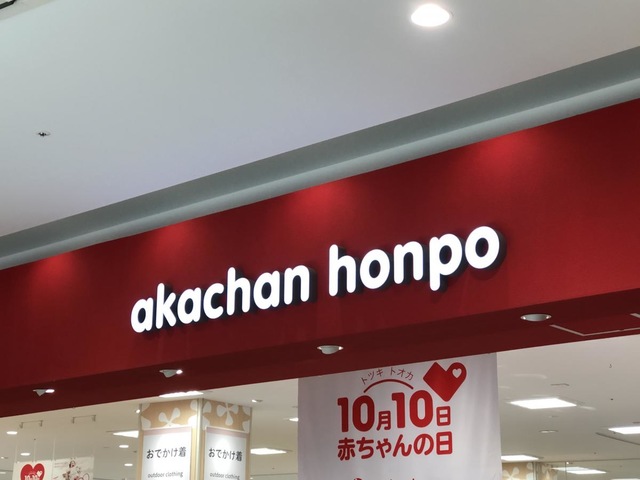 akachan honpo
トツキ トオカ
10月10日
赤ちゃんの日
おでかけ着
outdoor clothing
おでかけ着
outdoor clothing